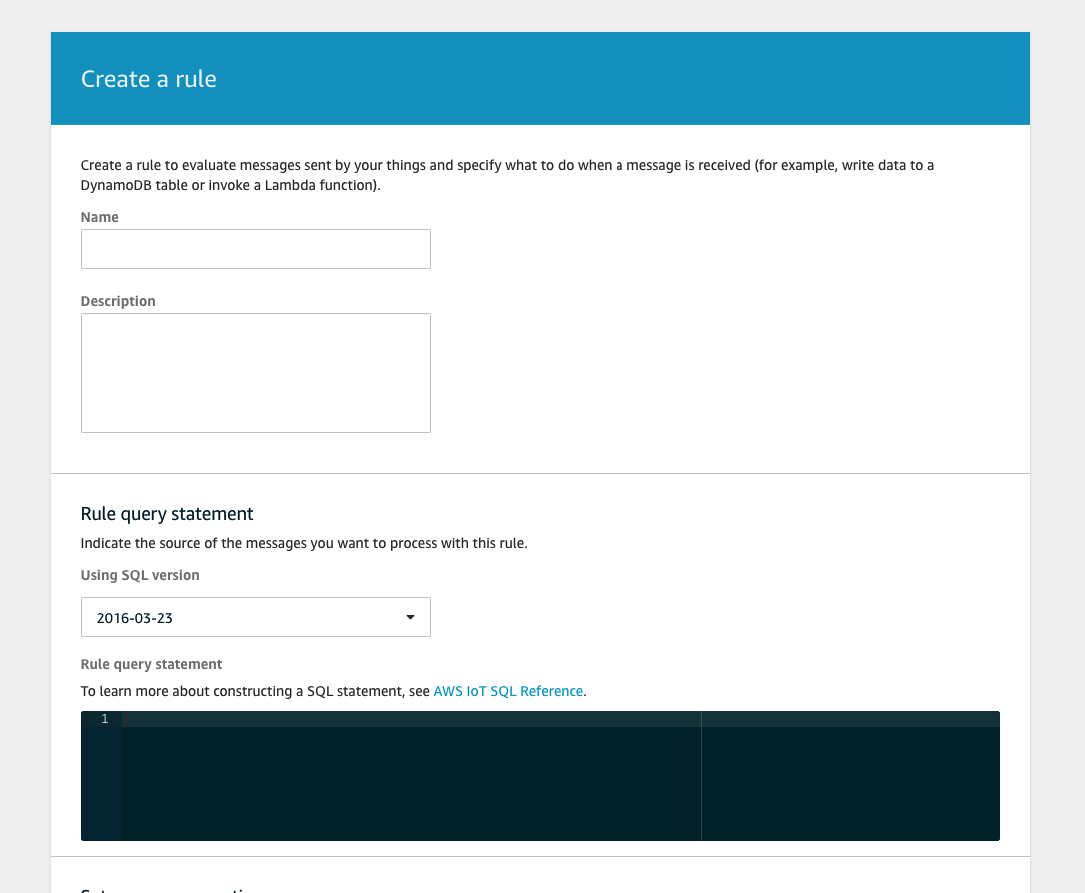 Create a rule
Create a rule to evaluate messages sent by your things and specify what to do when a message is received (for example, write data to a
DynamoDB table or invoke a Lambda function).
Name
Description
Rule query statement
Indicate the source of the messages you want to process with this rule.
Using SQL version
2016-03-23
Rule query statement
To learn more about constructing a SQL statement, see AWS IoT SQL Reference.
1